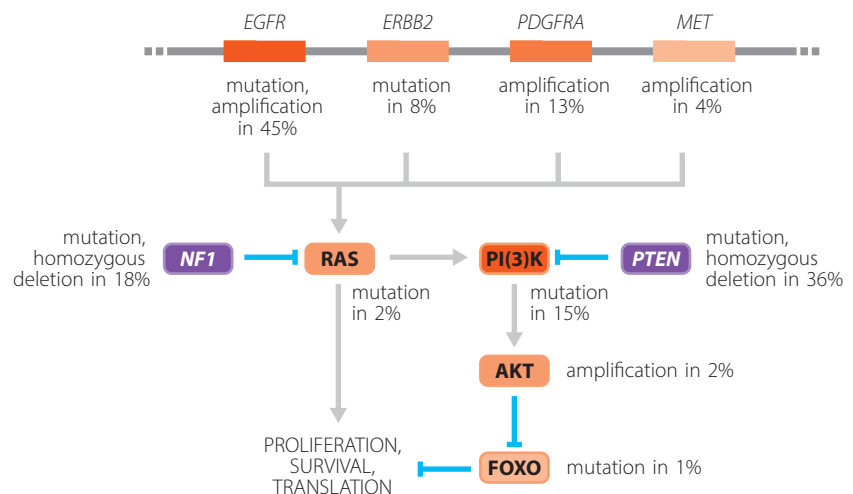 EGFR
ERBB2
PDGFRA
MET
mutation,
amplification
in 45%
mutation
in 8%
amplification
in 13%
amplification
in 4%
mutation,
homozygous
deletion in 18%
NF1
RAS
PI(3)K
PTEN
mutation,
homozygous
deletion in 36%
mutation
in 2%
mutation
in 15%
AKT
amplification in 2%
PROLIFERATION,
SURVIVAL,
TRANSLATION
FOXO
mutation in 1%